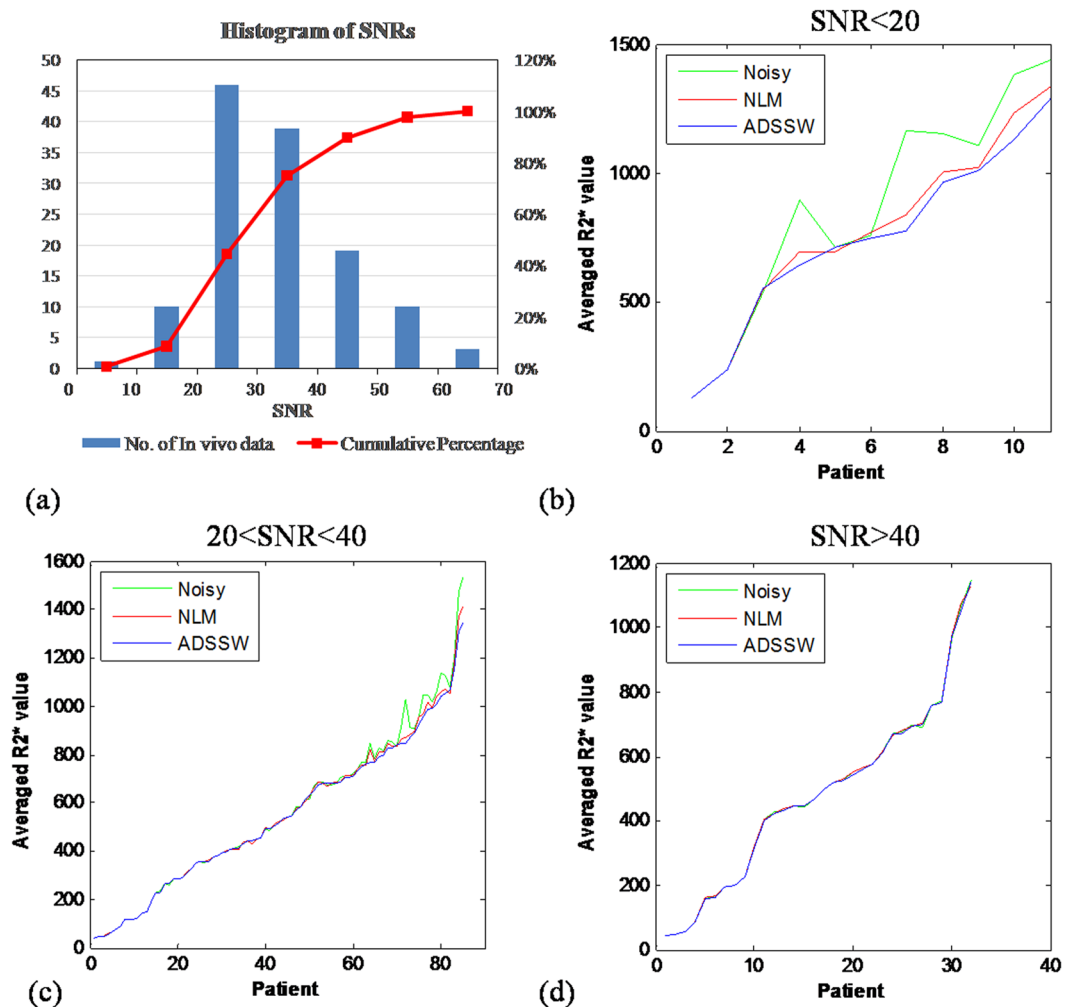 Histogram of SNRs
50
45
40
35
30
25
20
15
10
5
0
120%
100%
80%
60%
40%
20%
0%
0 10 20 30 40 50 60 70
SNR
No. of In vivo data Cumulative Percentage
(a)
SNR<20
1500
1000
500
0
Averaged R2* value
Noisy
NLM
ADSSW
0 2 4 6 8 10
Patient
(b)
20<SNR<40
1600
1400
1200
1000
800
600
400
200
0
Averaged R2* value
Noisy
NLM
ADSSW
0 20 40 60 80
Patient
(c)
SNR>40
1200
1000
800
600
400
200
0
Averaged R2* value
Noisy
NLM
ADSSW
0 10 20 30 40
Patient
(d)